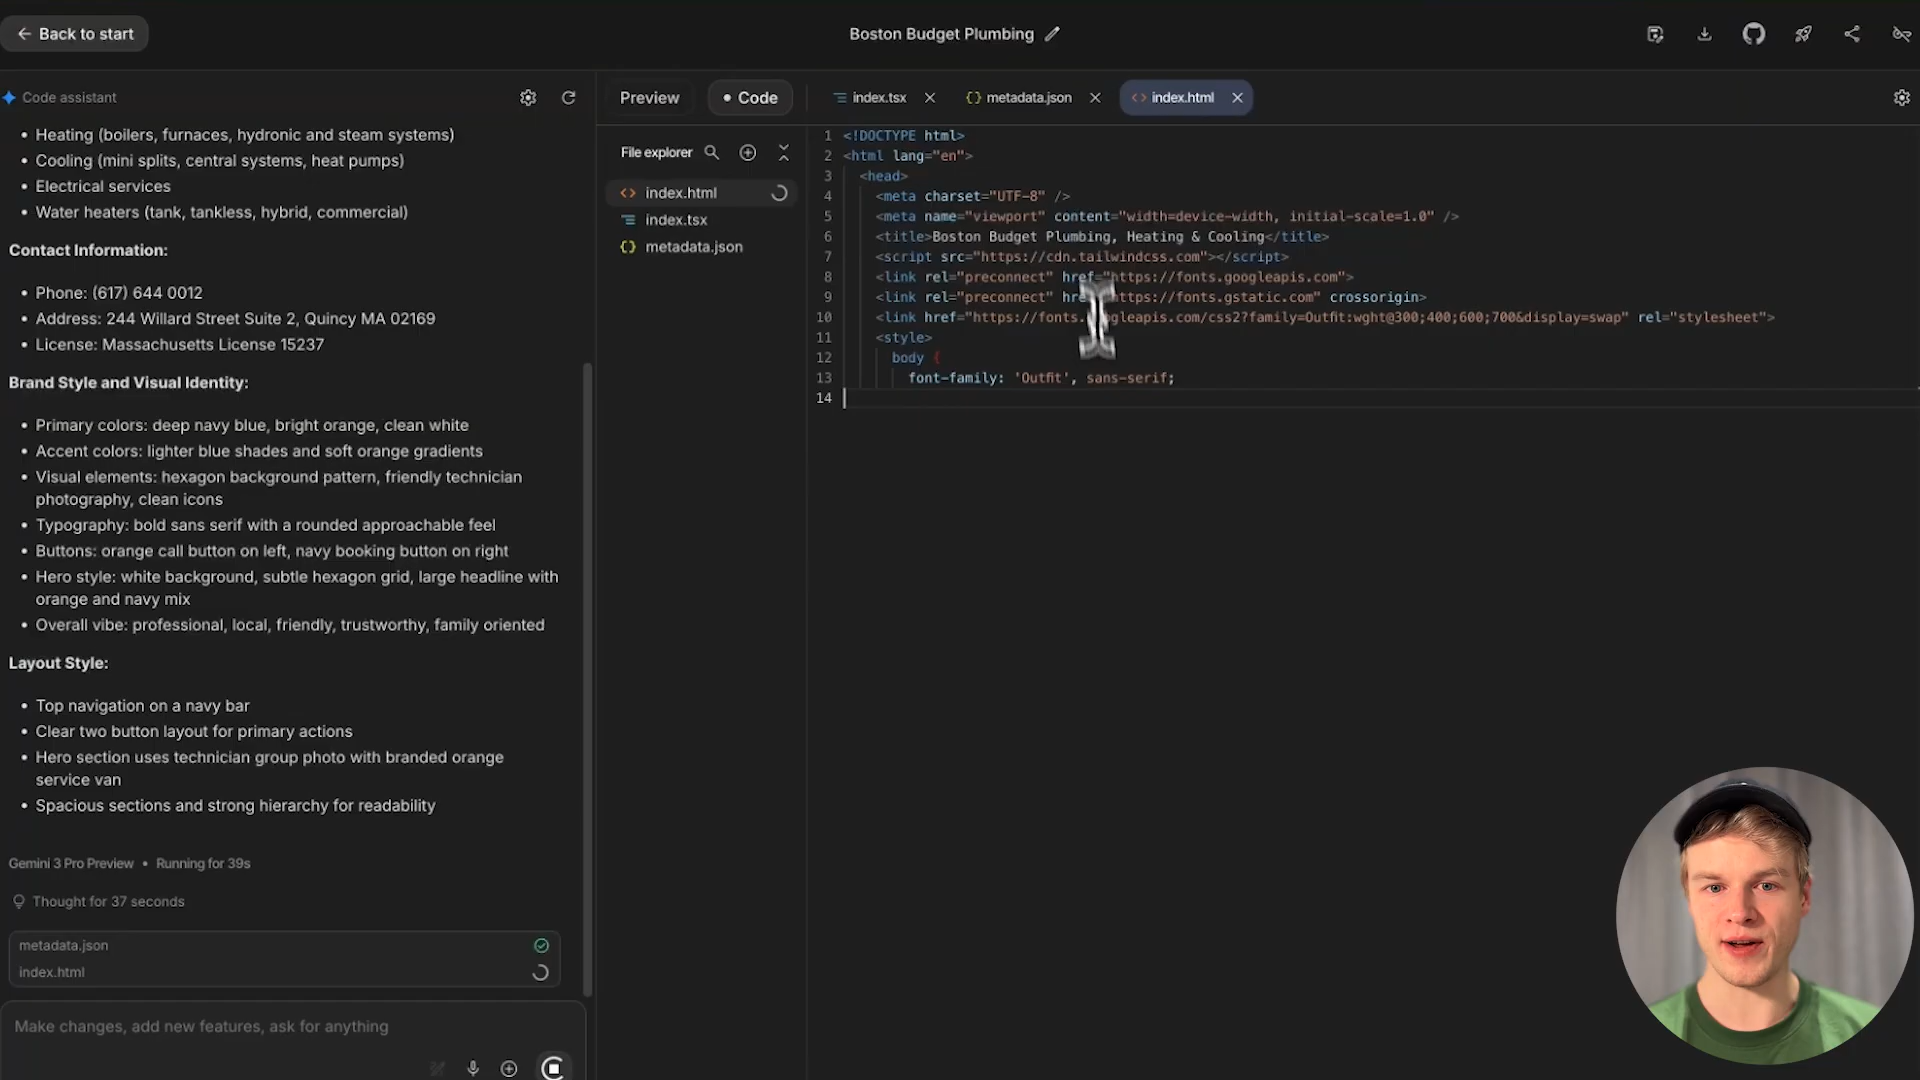 Back to start
Boston Budget Plumbing
Code assistant
Preview
Code
index.tsx
metadata.json
index.html
• Heating (boilers, furnaces, hydronic and steam systems)
• Cooling (mini splits, central systems, heat pumps)
• Electrical services
• Water heaters (tank, tankless, hybrid, commercial)
Contact Information:
• Phone: (617) 644 0012
• Address: 244 Willard Street Suite 2, Quincy MA 02169
• License: Massachusetts License 15237
Brand Style and Visual Identity:
• Primary colors: deep navy blue, bright orange, clean white
• Accent colors: lighter blue shades and soft orange gradients
• Visual elements: hexagon background pattern, friendly technician
photography, clean icons
• Typography: bold sans serif with a rounded approachable feel
• Buttons: orange call button on left, navy booking button on right
• Hero style: white background, subtle hexagon grid, large headline with
orange and navy mix
• Overall vibe: professional, local, friendly, trustworthy, family oriented
Layout Style:
• Top navigation on a navy bar
• Clear two button layout for primary actions
• Hero section uses technician group photo with branded orange
service van
• Spacious sections and strong hierarchy for readability
Gemini 3 Pro Preview • Running for 39s
Thought for 37 seconds
metadata.json
index.html
Make changes, add new features, ask for anything
File explorer
index.html
index.tsx
metadata.json
1 <!DOCTYPE html>
2 <html lang="en">
3 <head>
4 <meta charset="UTF-8" />
5 <meta name="viewport" content="width=device-width, initial-scale=1.0" />
6 <title>Boston Budget Plumbing, Heating & Cooling</title>
7 <script src="https://cdn.tailwindcss.com"></script>
8 <link rel="preconnect" href="https://fonts.googleapis.com">
9 <link rel="preconnect" https://fonts.gstatic.com" crossorigin>
10 <link href="https://fonts. .com/css2?family=Outfit:wght@300;400;600;700&display=swap" rel="stylesheet">
11 <style>
12 body {
13 font-family: 'Outfit', sans-serif;
14